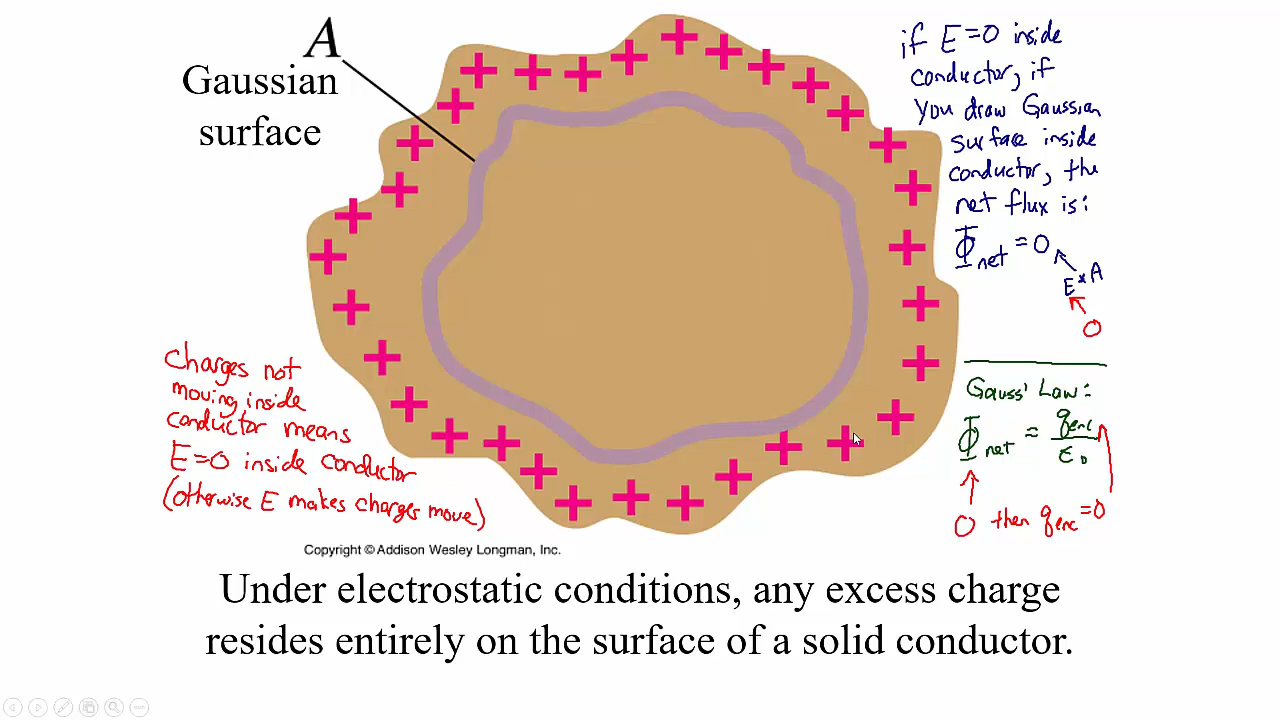 A
Gaussian
surface
if E=0 inside
conductor, if
you draw Gaussian
surface inside
conductor, the
net flux is:
Φnet = 0
E*A
0
Gauss' Law:
Φnet = qenc/ε0
0 then qenc=0
Charges not
moving inside
conductor means
E=0 inside conductor
(otherwise E makes charges move)
Copyright © Addison Wesley Longman, Inc.
Under electrostatic conditions, any excess charge
resides entirely on the surface of a solid conductor.